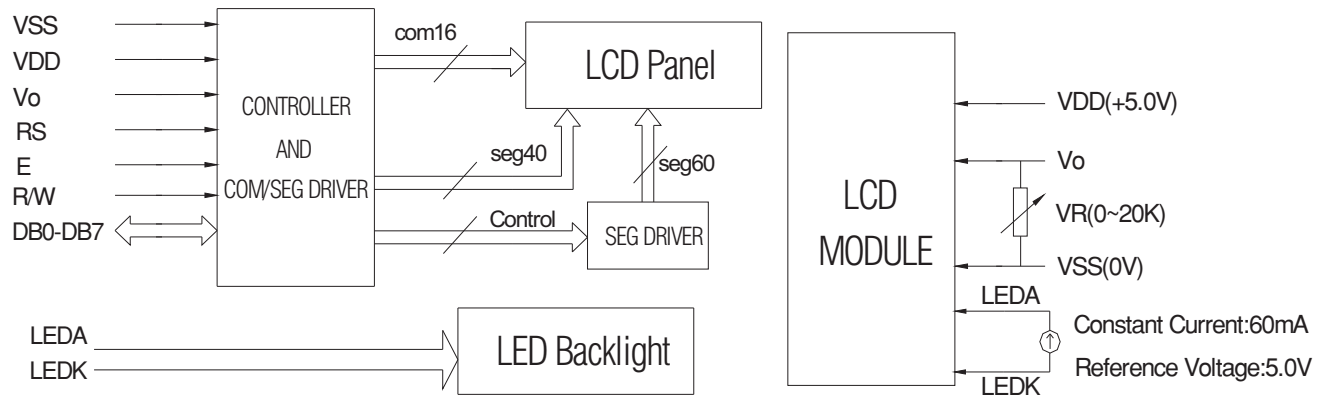 VSS
VDD
Vo
RS
E
R/W
DB0-DB7
CONTROLLER
AND
COM/SEG DRIVER
com16
seg40
Control
LCD Panel
seg60
SEG DRIVER
LEDA
LEDK
LED Backlight
LCD
MODULE
VDD(+5.0V)
Vo
VR(0~20K)
VSS(0V)
LEDA
Constant Current:60mA
Reference Voltage:5.0V
LEDK